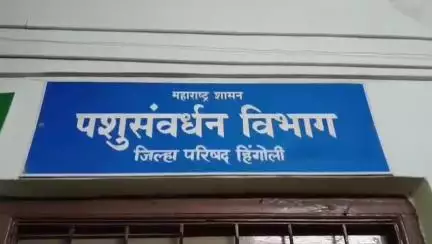 महाराष्ट्र शासन
पशुसंवर्धन विभाग
जिल्हा परिषद हिंगोली